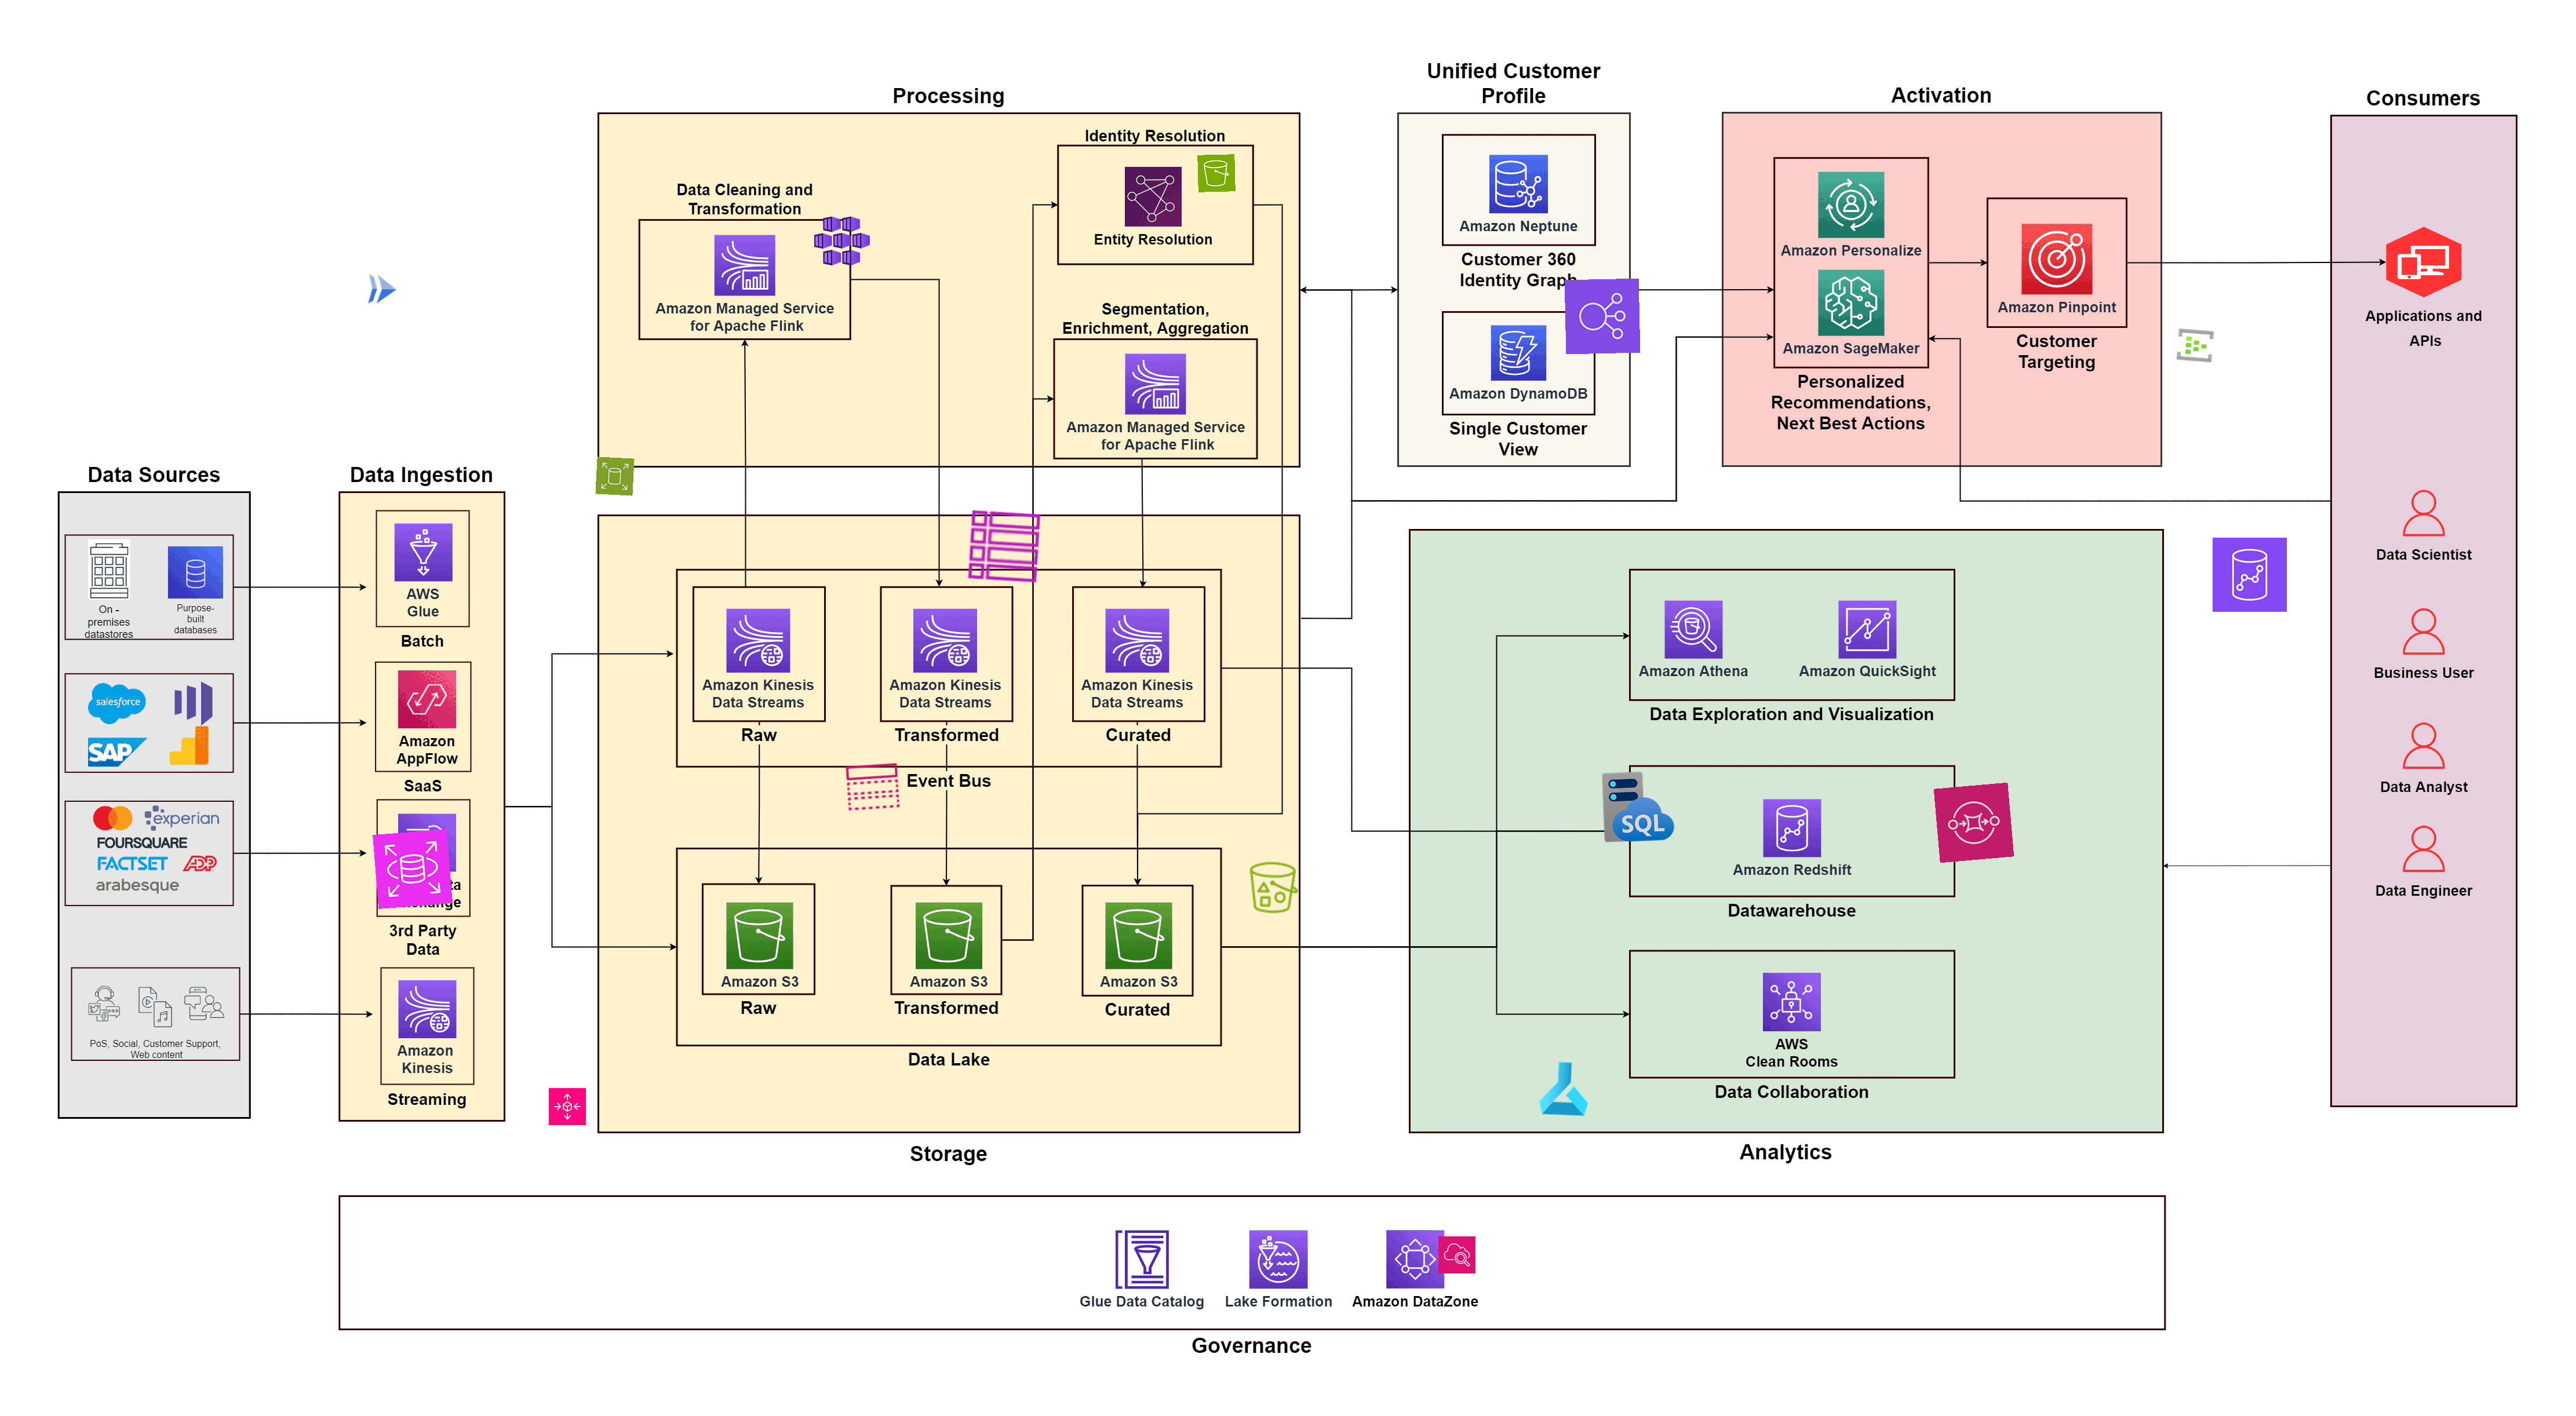 Processing
Unified Customer
Profile
Activation
Consumers
Identity Resolution
Entity Resolution
Data Cleaning and
Transformation
Amazon Managed Service
for Apache Flink
Segmentation,
Enrichment, Aggregation
Amazon Managed Service
for Apache Flink
Amazon Neptune
Customer 360
Identity Graph
Amazon DynamoDB
Single Customer
View
Amazon Personalize
Amazon SageMaker
Personalized
Recommendations,
Next Best Actions
Amazon Pinpoint
Customer
Targeting
Applications and
APIs
Data Scientist
Business User
Data Analyst
Data Engineer
Data Sources
On -
premises
datastores
Purpose-
built
databases
salesforce
SAP
experian
FOURSQUARE
FACTSET
ADP
arabesque
PoS, Social, Customer Support,
Web content
Data Ingestion
AWS
Glue
Batch
Amazon
AppFlow
SaaS
3rd Party
Data
Amazon
Kinesis
Streaming
Amazon Kinesis
Data Streams
Raw
Amazon Kinesis
Data Streams
Transformed
Amazon Kinesis
Data Streams
Curated
Event Bus
Amazon S3
Raw
Amazon S3
Transformed
Amazon S3
Curated
Data Lake
Storage
Amazon Athena
Amazon QuickSight
Data Exploration and Visualization
SQL
Amazon Redshift
Datawarehouse
AWS
Clean Rooms
Data Collaboration
Analytics
Glue Data Catalog
Lake Formation
Amazon DataZone
Governance